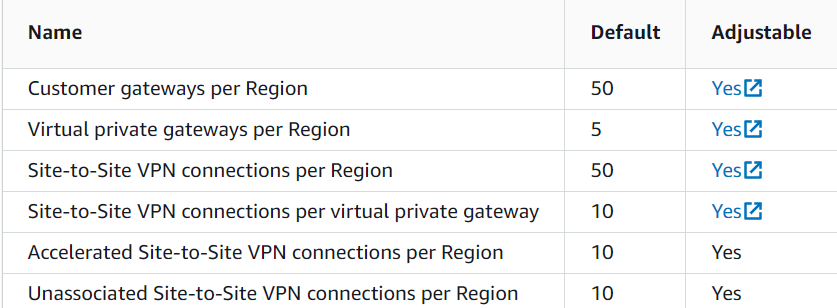 Name Default Adjustable
Customer gateways per Region 50 Yes
Virtual private gateways per Region 5 Yes
Site-to-Site VPN connections per Region 50 Yes
Site-to-Site VPN connections per virtual private gateway 10 Yes
Accelerated Site-to-Site VPN connections per Region 10 Yes
Unassociated Site-to-Site VPN connections per Region 10 Yes